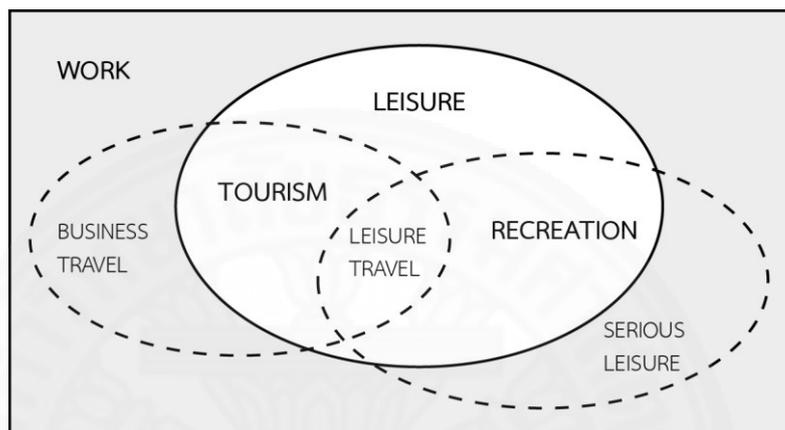 WORK
LEISURE
TOURISM
BUSINESS
TRAVEL
LEISURE
TRAVEL
RECREATION
SERIOUS
LEISURE